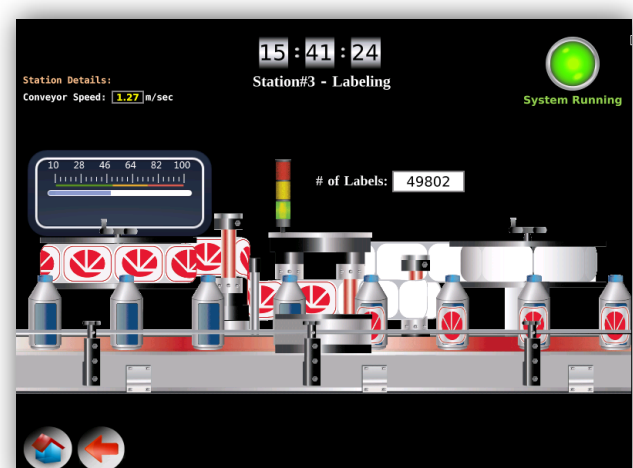 15:41:24
Station#3 - Labeling
Station Details:
Conveyor Speed: 1.27 m/sec
System Running
10 28 46 64 82 100
# of Labels: 49802